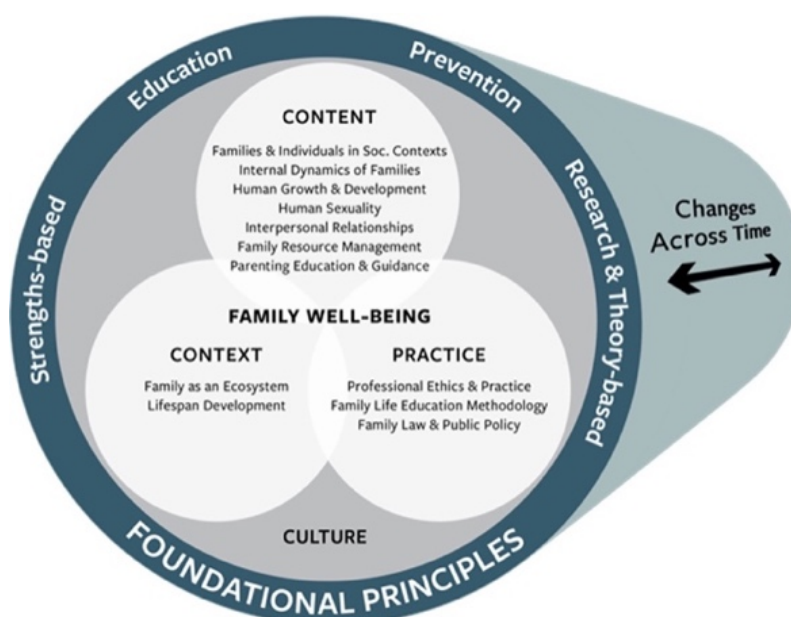 Education
Prevention
Strengths-based
Research & Theory-based
CONTENT
Families & Individuals in Soc. Contexts
Internal Dynamics of Families
Human Growth & Development
Human Sexuality
Interpersonal Relationships
Family Resource Management
Parenting Education & Guidance
Changes
Across Time
FAMILY WELL-BEING
CONTEXT
Family as an Ecosystem
Lifespan Development
PRACTICE
Professional Ethics & Practice
Family Life Education Methodology
Family Law & Public Policy
CULTURE
FOUNDATIONAL PRINCIPLES